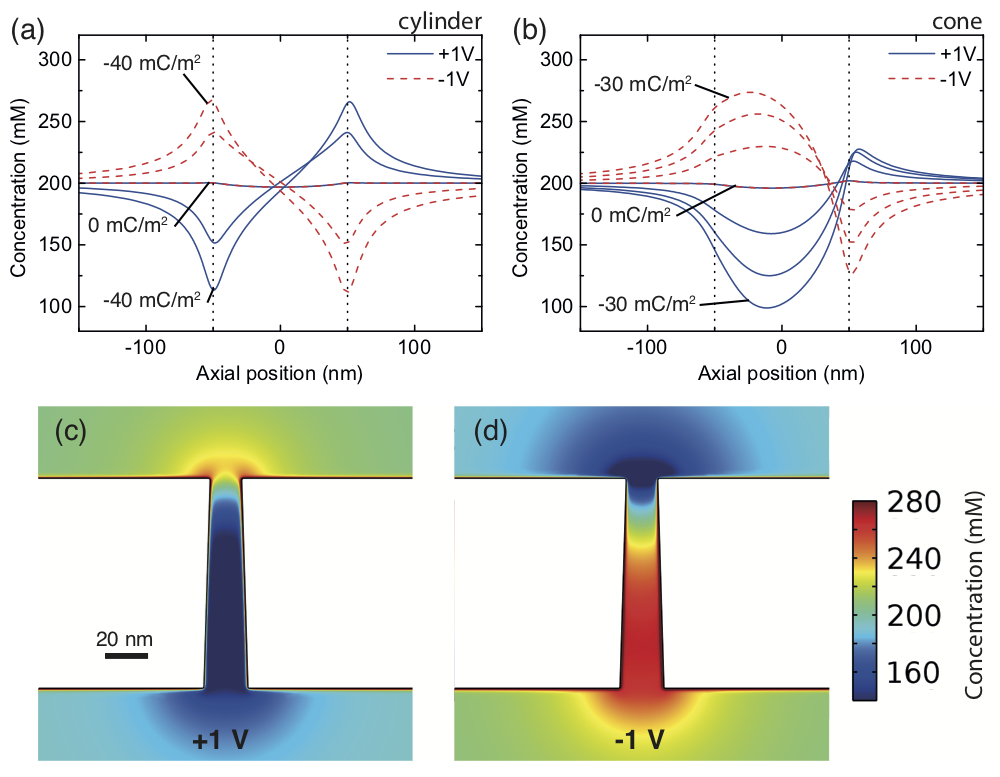 (a)
cylinder
300
250
200
150
100
Concentration (mM)
-40 mC/m²
+1V
-1V
0 mC/m²
-40 mC/m²
-100
0
100
Axial position (nm)
(b)
cone
300
250
200
150
100
Concentration (mM)
-30 mC/m²
+1V
-1V
0 mC/m²
-30 mC/m²
-100
0
100
Axial position (nm)
(c)
20 nm
+1 V
(d)
-1 V
280
240
200
160
Concentration (mM)